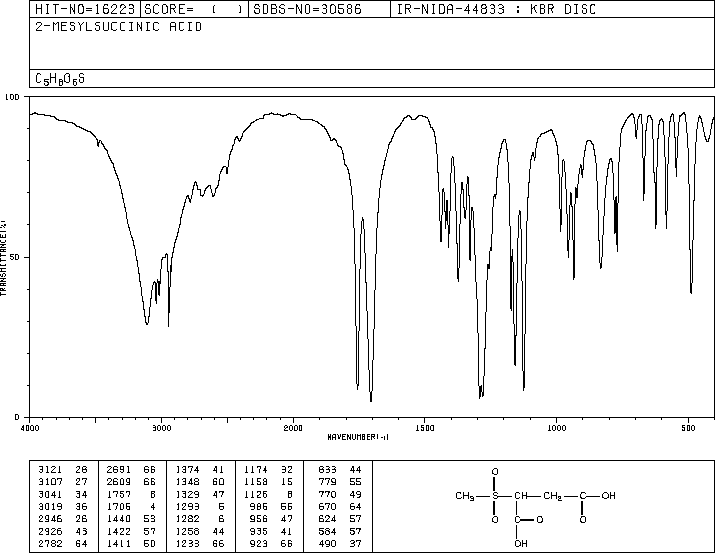 HIT-NO=16223 SCORE= ( ) SDBS-NO=30586 IR-NIDA-44833 : KBR DISC
2-MESYLSUCCINIC ACID
C5H8O6S
100
TRANSMITTANCE(%)
50
0
4000 3000 2000 1500 1000 500
WAVENUMBER(-1)
3121 28 2691 66 1374 41 1174 32 833 44
3107 27 2609 66 1348 60 1158 15 779 55
3041 34 1757 8 1329 47 1126 8 770 49
3019 36 1706 4 1293 5 986 55 670 64
2946 26 1440 53 1282 6 956 47 624 57
2926 43 1422 57 1258 44 935 41 584 57
2782 64 1411 50 1233 66 923 66 490 37
O
CH3 S CH CH2 C OH
O C O O
OH